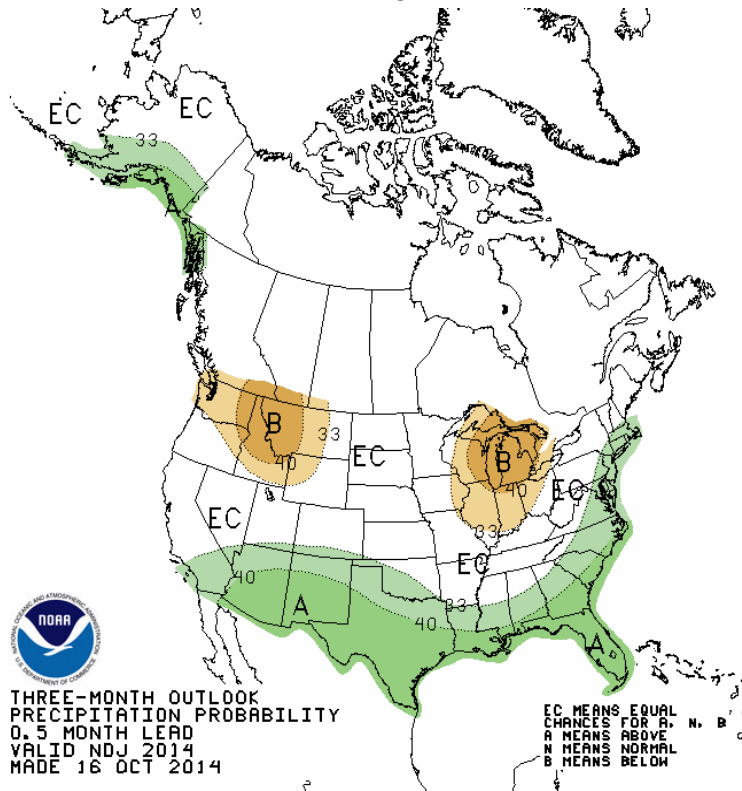 EC
EC
33
A
B
33
40
EC
B
40
EC
33
EC
EC
40
A
33
40
A
NATIONAL OCEANIC AND ATMOSPHERIC ADMINISTRATION
NOAA
U.S. DEPARTMENT OF COMMERCE
THREE-MONTH OUTLOOK
PRECIPITATION PROBABILITY
0.5 MONTH LEAD
VALID NDJ 2014
MADE 16 OCT 2014
EC MEANS EQUAL
CHANCES FOR A, N, B
A MEANS ABOVE
N MEANS NORMAL
B MEANS BELOW